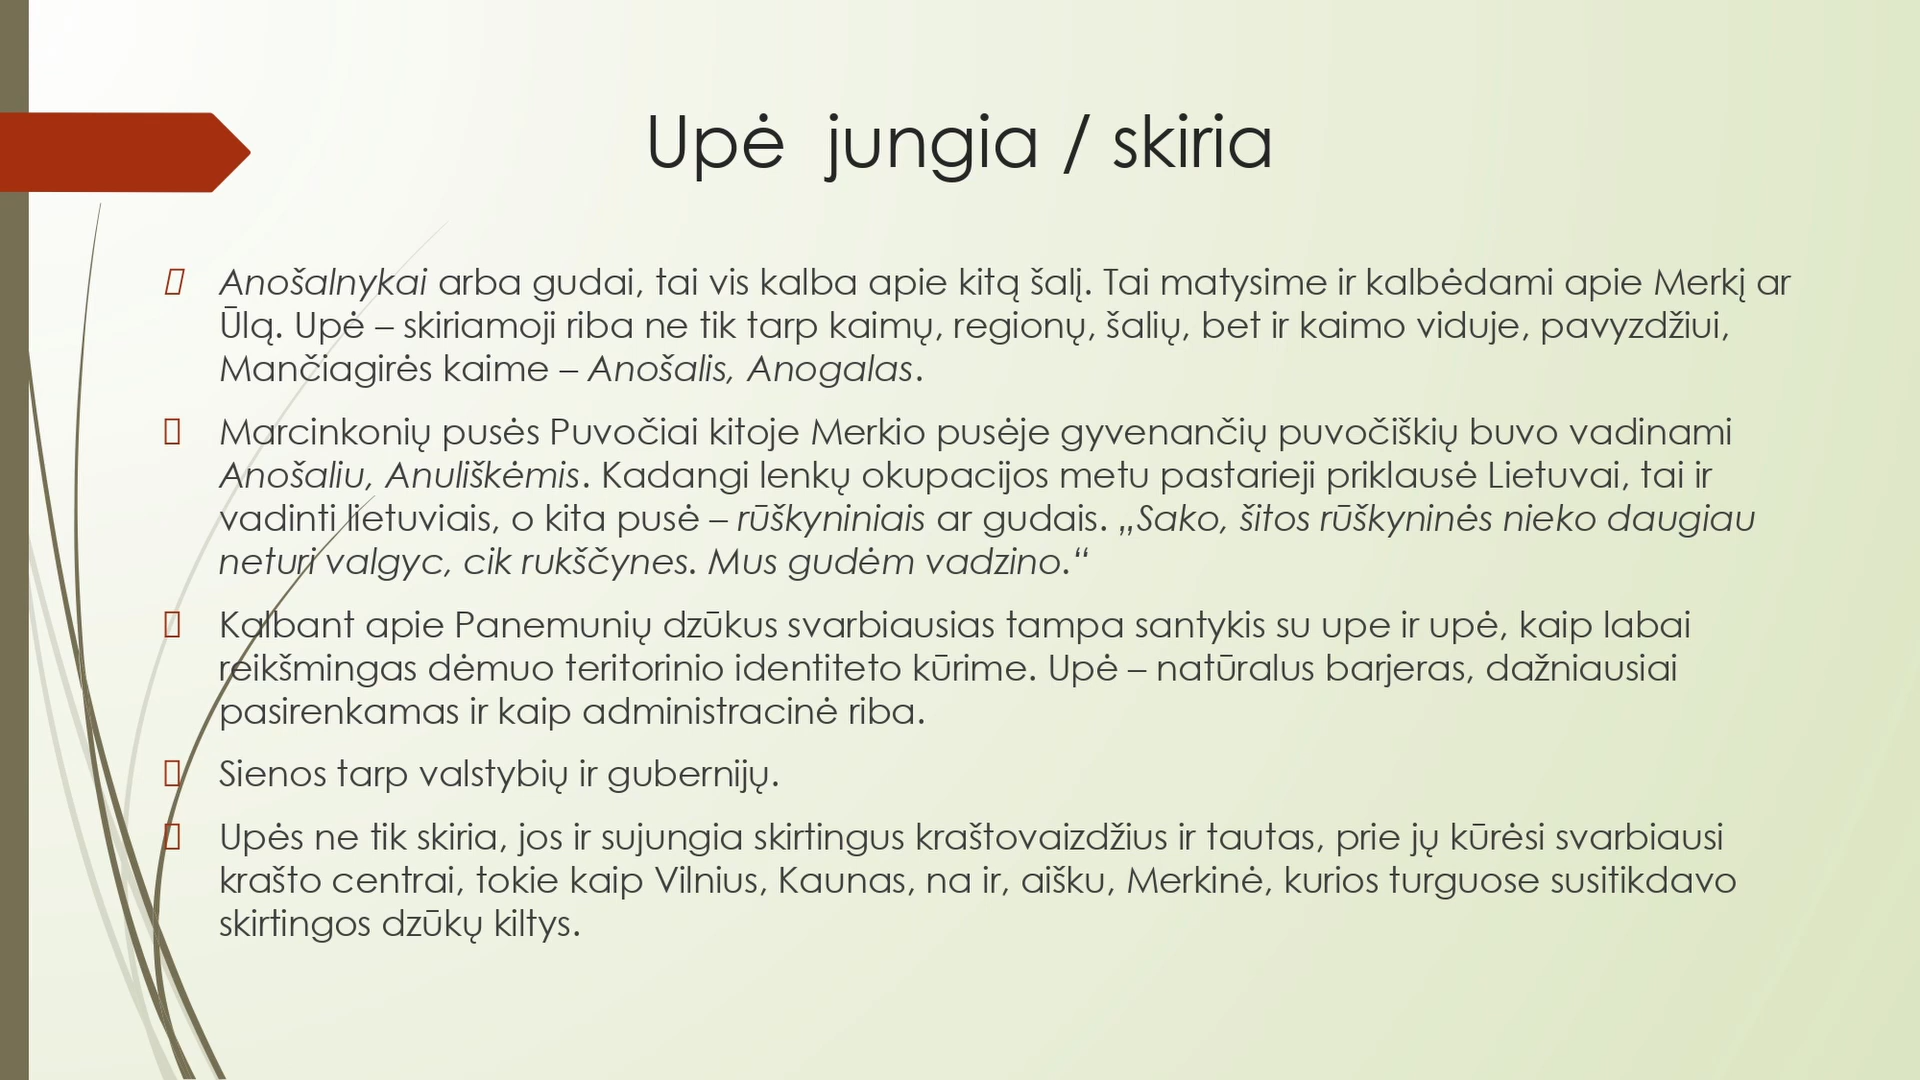 Upė jungia / skiria
Anošalnykai arba gudai, tai vis kalba apie kitą šalį. Tai matysime ir kalbėdami apie Merkį ar
Ūlą. Upė – skiriamoji riba ne tik tarp kaimų, regionų, šalių, bet ir kaimo viduje, pavyzdžiui,
Mančiagirės kaime – Anošalis, Anogalas.
Marcinkonių pusės Puvočiai kitoje Merkio pusėje gyvenančių puvočiškių buvo vadinami
Anošaliu, Anuliškėmis. Kadangi lenkų okupacijos metu pastarieji priklausė Lietuvai, tai ir
vadinti lietuviais, o kita pusė – rūškyniniais ar gudais. „Sako, šitos rūškyninės nieko daugiau
neturi valgyc, cik rukščynes. Mus gudėm vadzino.“
Kalbant apie Panemunių dzūkus svarbiausias tampa santykis su upe ir upė, kaip labai
reikšmingas dėmuo teritorinio identiteto kūrime. Upė – natūralus barjeras, dažniausiai
pasirenkamas ir kaip administracinė riba.
Sienos tarp valstybių ir gubernijų.
Upės ne tik skiria, jos ir sujungia skirtingus kraštovaizdžius ir tautas, prie jų kūrėsi svarbiausi
krašto centrai, tokie kaip Vilnius, Kaunas, na ir, aišku, Merkinė, kurios turguose susitikdavo
skirtingos dzūkų kiltys.